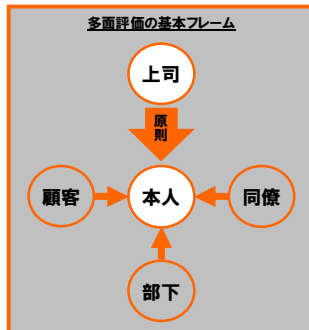 多面評価の基本フレーム
上司
原則
顧客
本人
同僚
部下